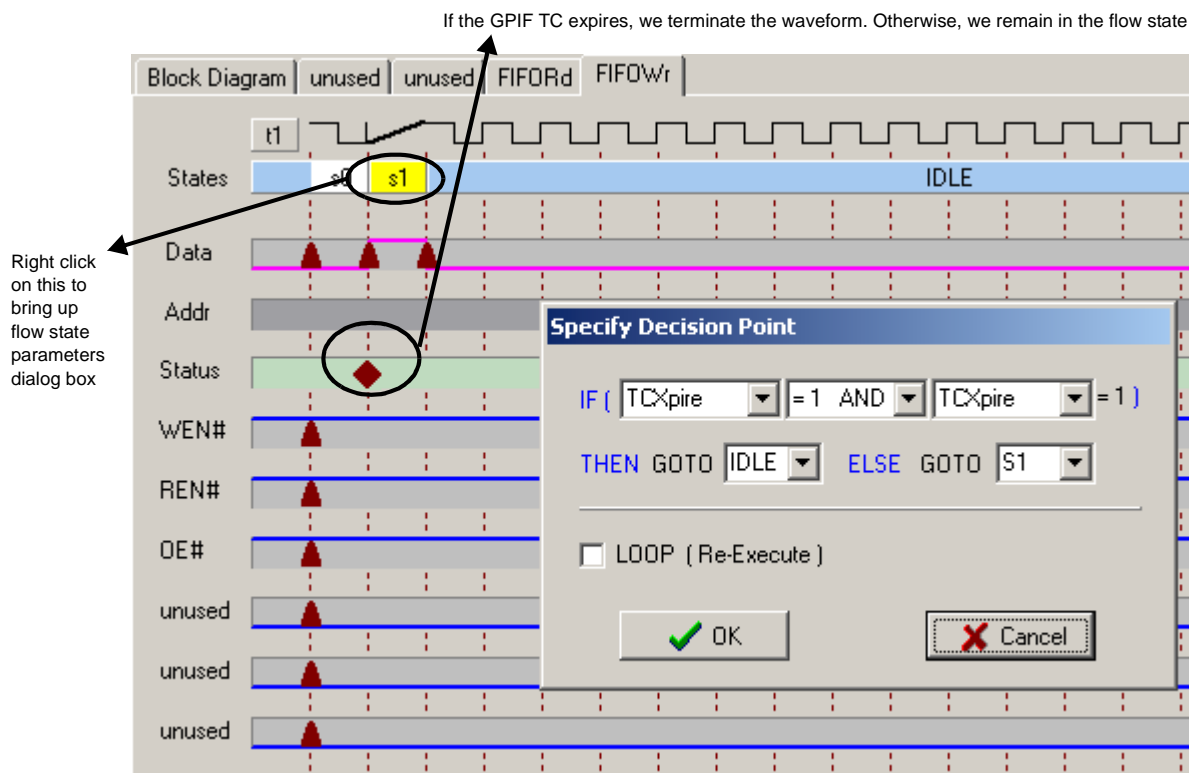 If the GPIF TC expires, we terminate the waveform. Otherwise, we remain in the flow state
Block Diagram unused unused FIFORd FIFOWr
t1
States s0 s1 IDLE
Data
Right click
on this to
bring up
flow state
parameters
dialog box
Addr
Specify Decision Point
Status
IF ( TCXpire = 1 AND TCXpire = 1 )
WEN#
THEN GOTO IDLE ELSE GOTO S1
REN#
OE#
LOOP ( Re-Execute )
unused
OK Cancel
unused
unused